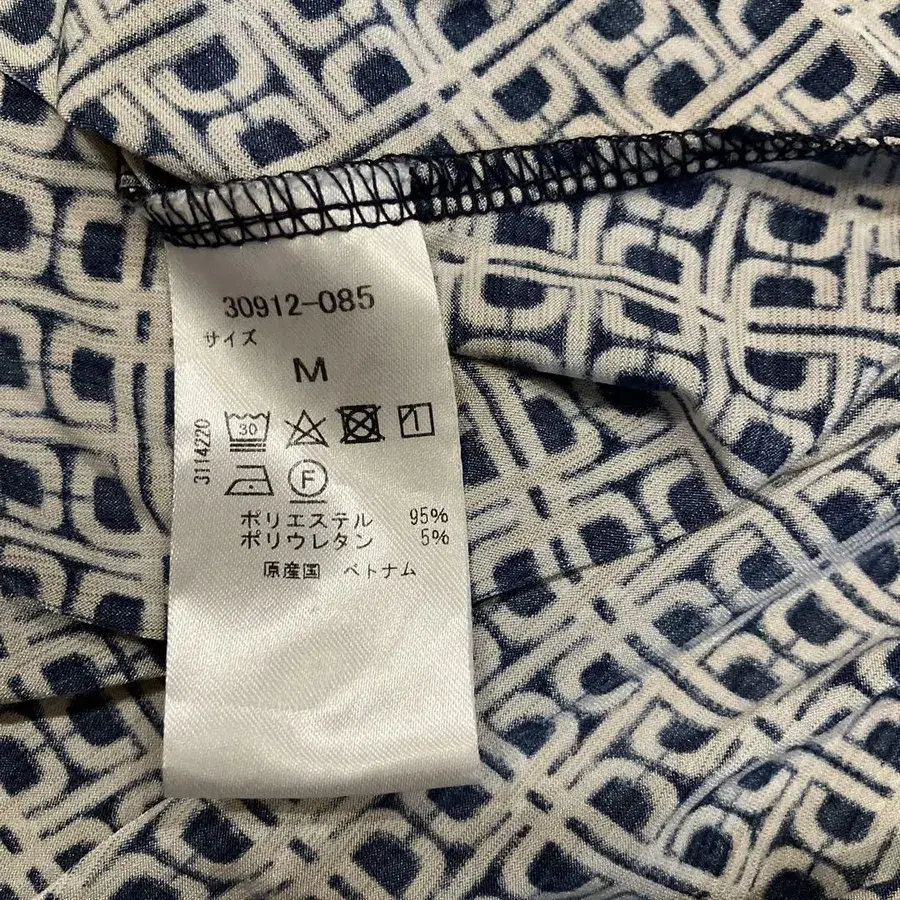 30912-085
サイズ
M
3114220
30 1
F
ポリエステル 95%
ポリウレタン 5%
原産国 ベトナム